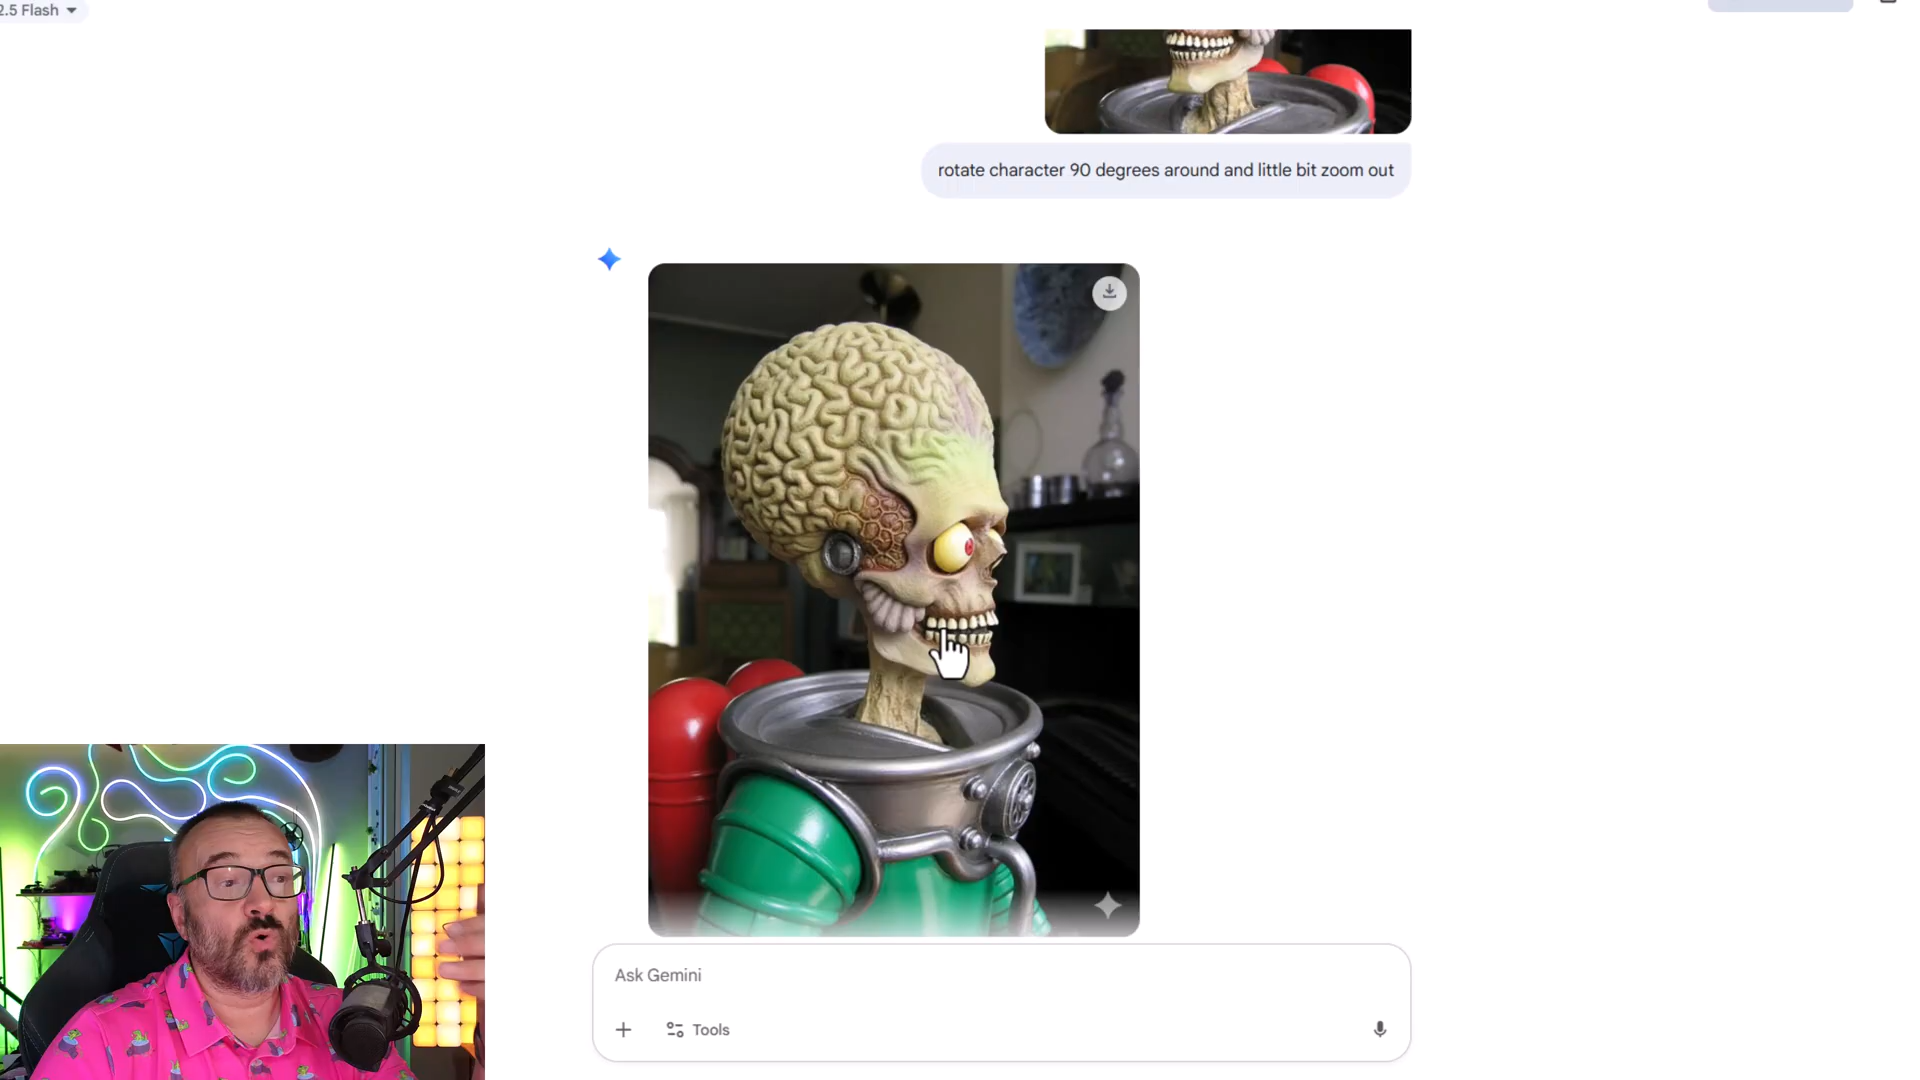 2.5 Flash
rotate character 90 degrees around and little bit zoom out
Ask Gemini
Tools